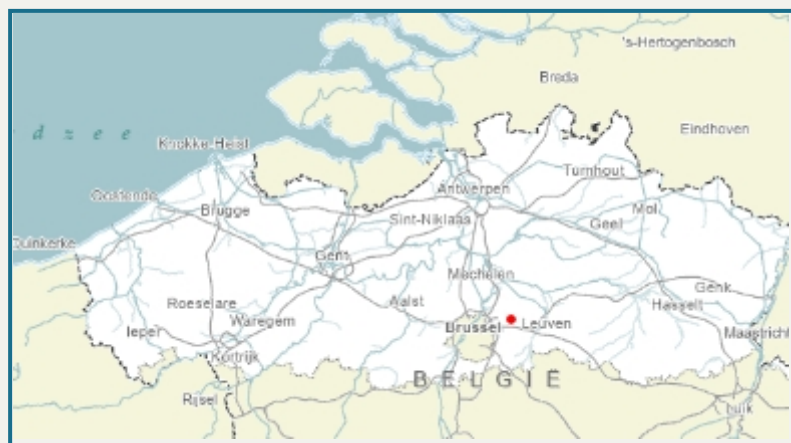 's-Hertogenbosch
Breda
d z e e
Eindhoven
Knokke-Heist
Turnhout
Antwerpen
Oostende
Mol
Brugge
Sint-Niklaas
Geel
Duinkerke
Gent
Mechelen
Genk
Roeselare
Aalst
Hasselt
Waregem
Brussel
Leuven
Ieper
Maastricht
Kortrijk
BELGIË
Rijsel
Luik